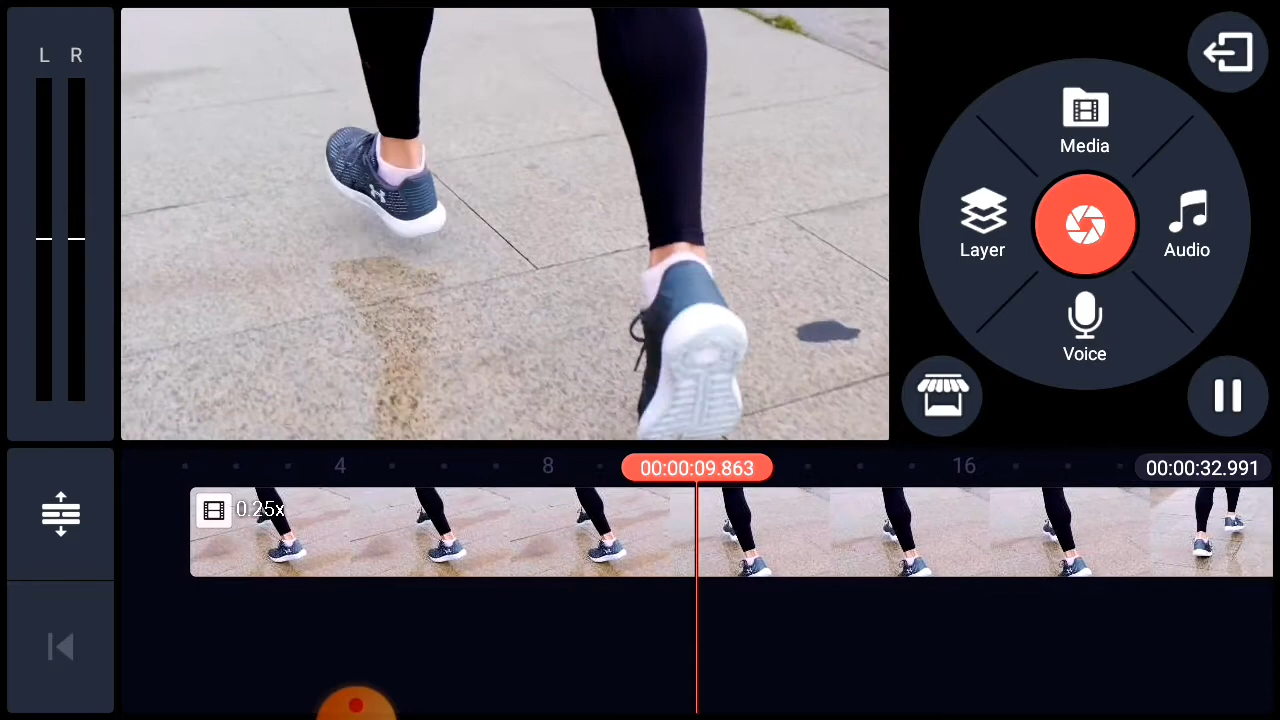 L R
Media
Layer
Audio
Voice
4
8
00:00:09.863
16
00:00:32.991
0.25x